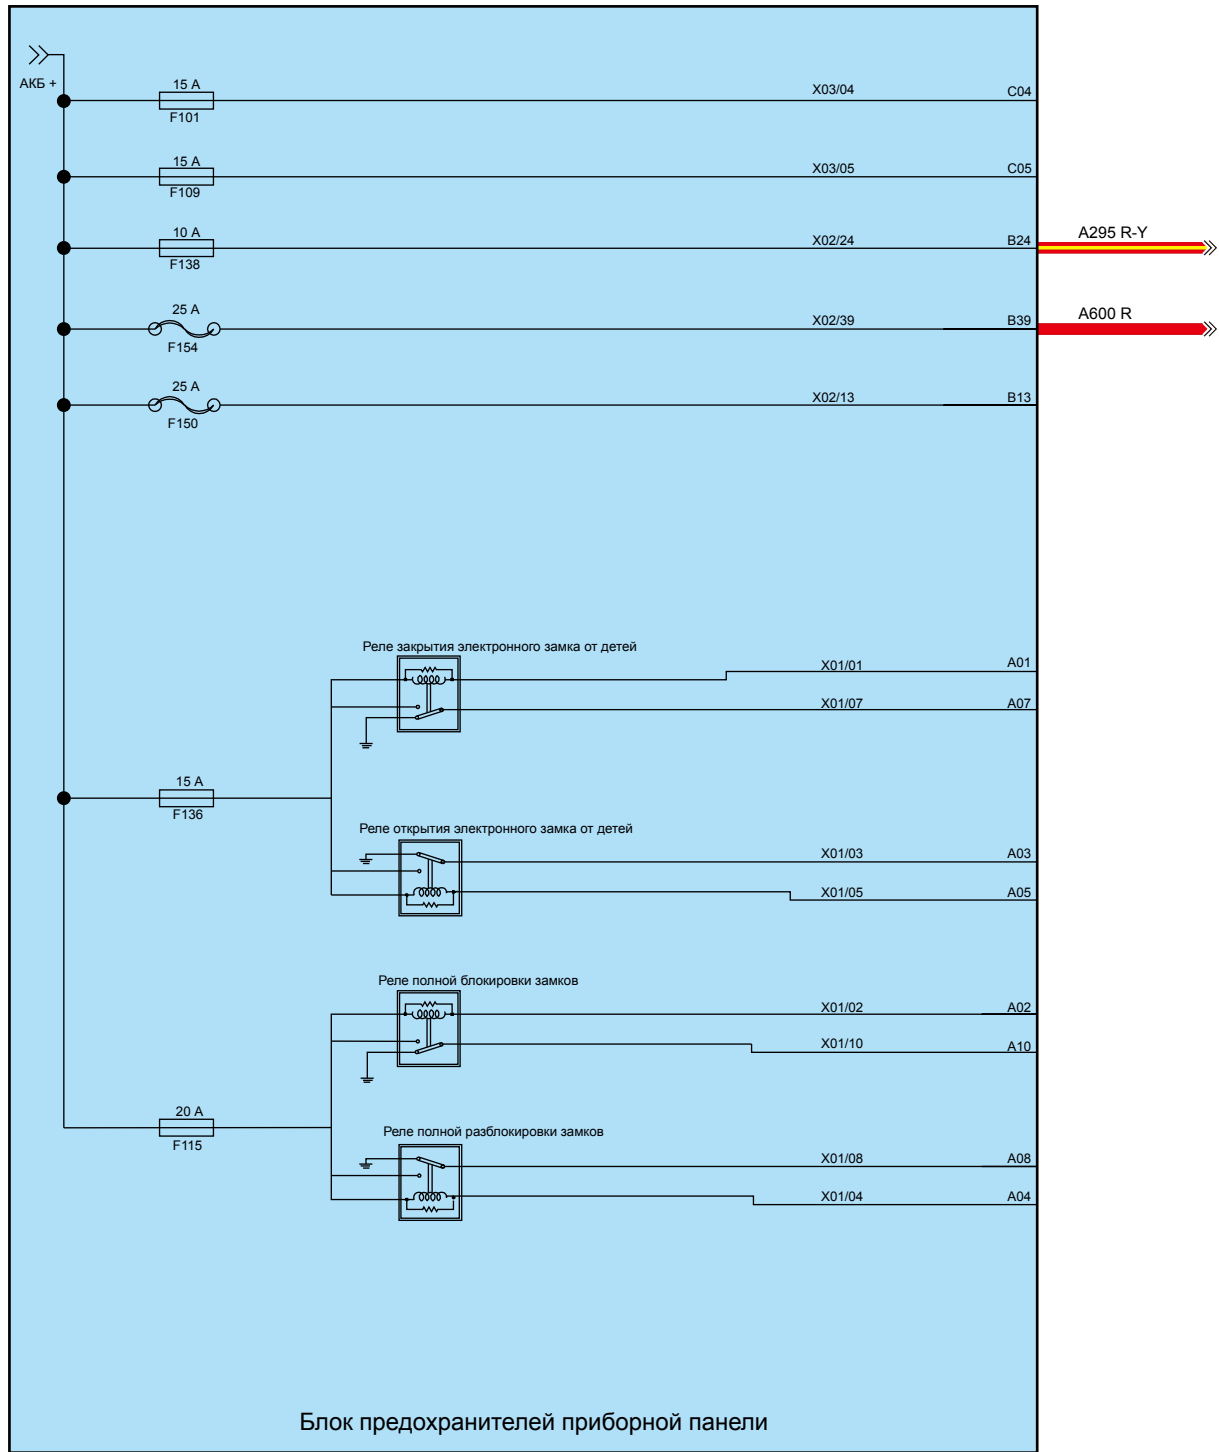 АКБ +
15 A
F101
X03/04
C04
15 A
F109
X03/05
C05
10 A
F138
X02/24
B24
A295 R-Y
25 A
F154
X02/39
B39
A600 R
25 A
F150
X02/13
B13
Реле закрытия электронного замка от детей
X01/01
A01
X01/07
A07
15 A
F136
Реле открытия электронного замка от детей
X01/03
A03
X01/05
A05
Реле полной блокировки замков
X01/02
A02
X01/10
A10
20 A
F115
Реле полной разблокировки замков
X01/08
A08
X01/04
A04
Блок предохранителей приборной панели